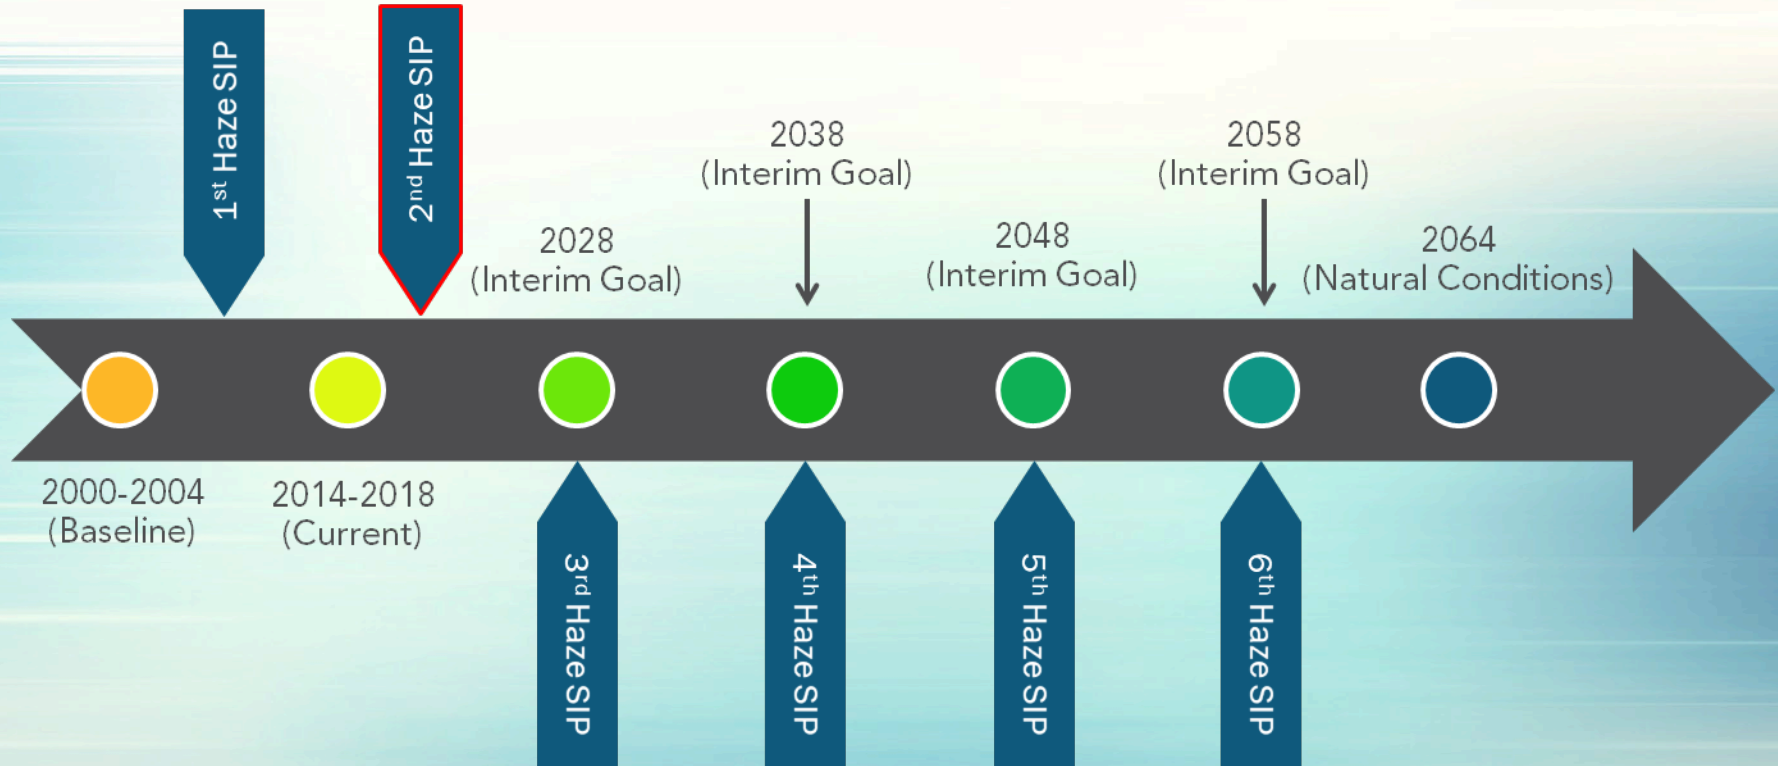 1st Haze SIP
2nd Haze SIP
2028
(Interim Goal)
2038
(Interim Goal)
2048
(Interim Goal)
2058
(Interim Goal)
2064
(Natural Conditions)
2000-2004
(Baseline)
2014-2018
(Current)
3rd Haze SIP
4th Haze SIP
5th Haze SIP
6th Haze SIP